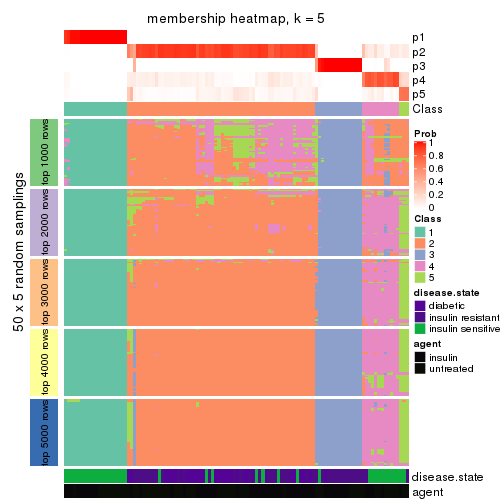 membership heatmap, k = 5
p1
p2
p3
p4
p5
Class
50 x 5 random samplings
top 1000 rows
top 2000 rows
top 3000 rows
top 4000 rows
top 5000 rows
disease.state
agent
Prob
1
0.8
0.6
0.4
0.2
0
Class
1
2
3
4
5
disease.state
diabetic
insulin resistant
insulin sensitive
agent
insulin
untreated